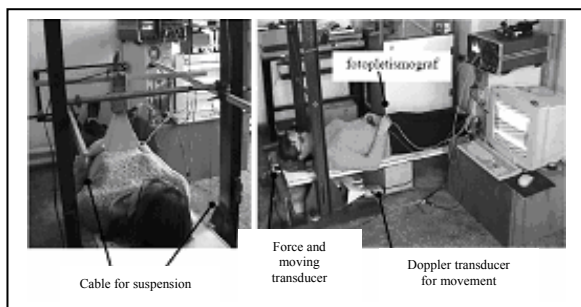 fotopletismograf
Cable for suspension
Force and
moving
transducer
Doppler transducer
for movement